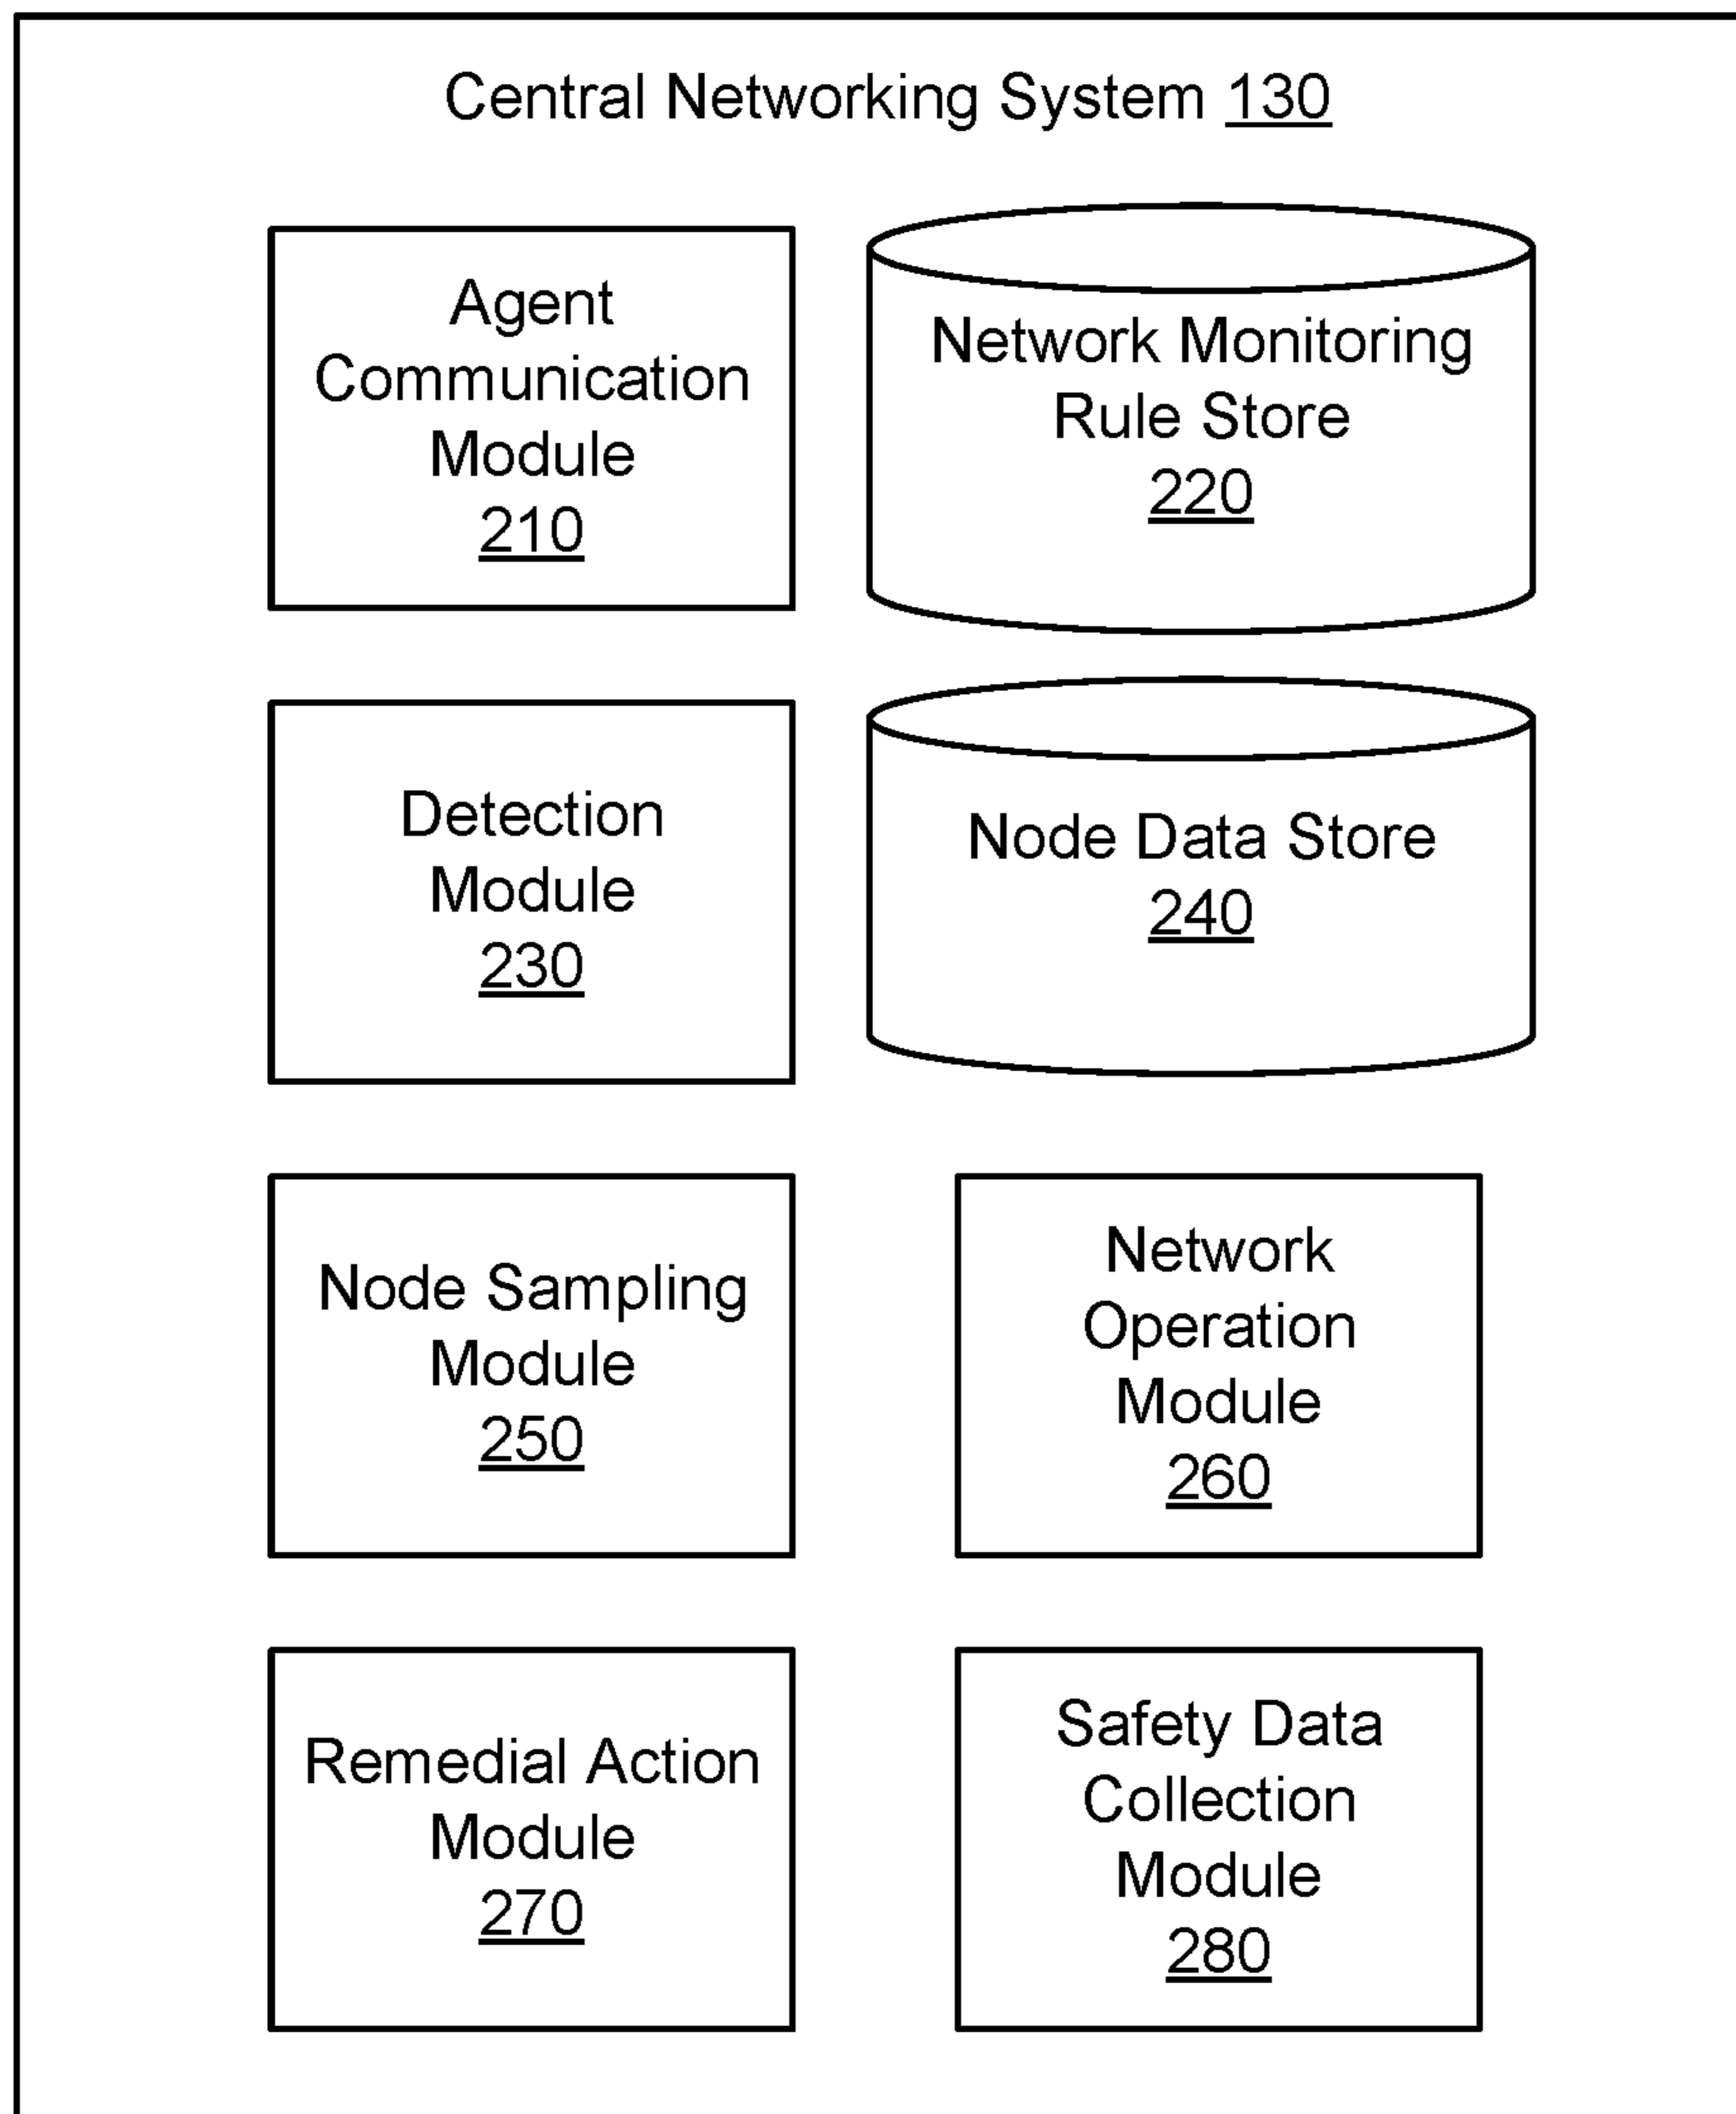 Central Networking System 130
Agent
Communication
Module
210
Network Monitoring
Rule Store
220
Detection
Module
230
Node Data Store
240
Node Sampling
Module
250
Network
Operation
Module
260
Remedial Action
Module
270
Safety Data
Collection
Module
280